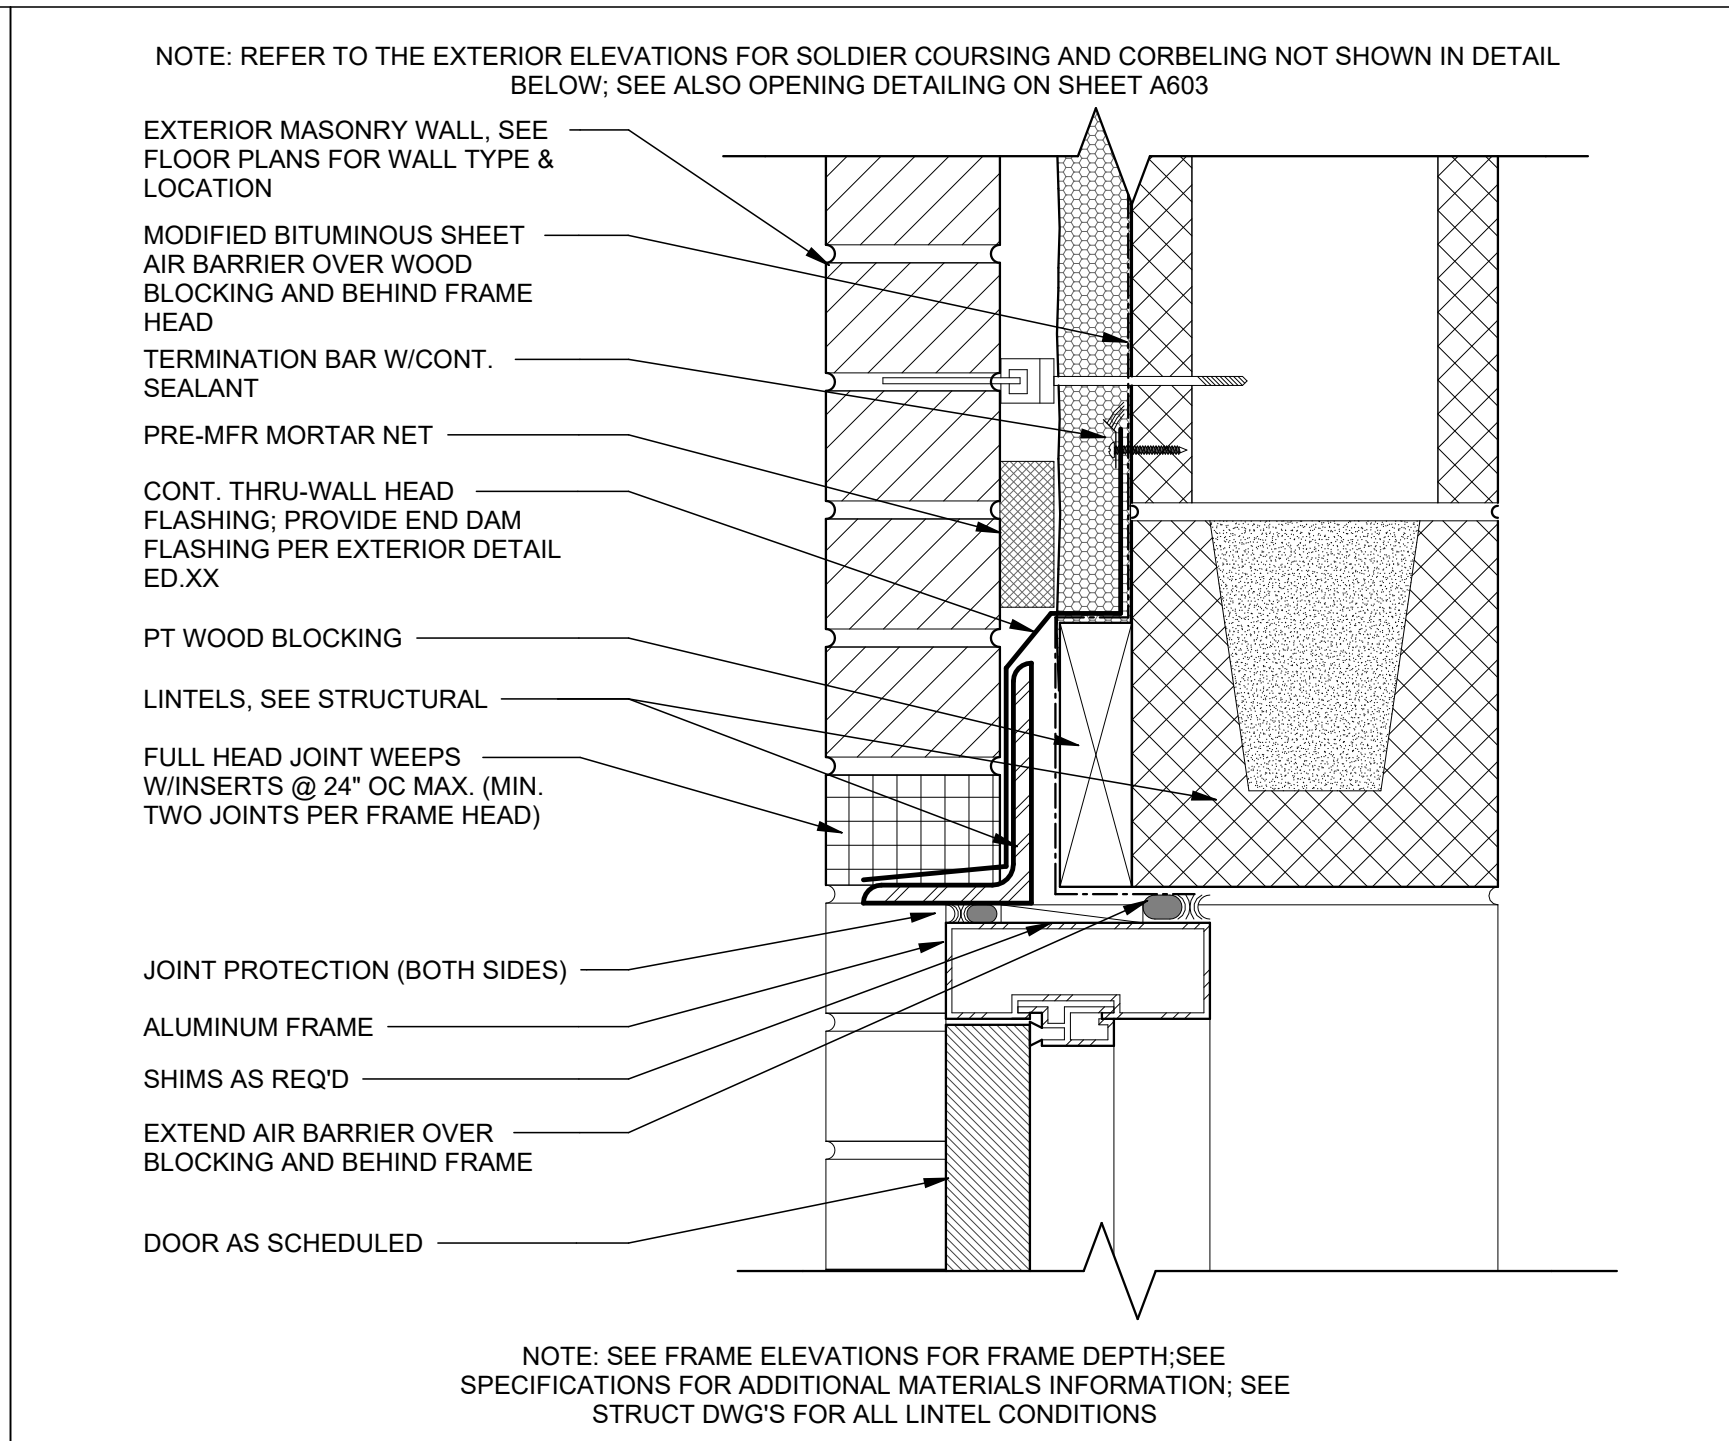 NOTE: REFER TO THE EXTERIOR ELEVATIONS FOR SOLDIER COURSING AND CORBELING NOT SHOWN IN DETAIL
BELOW; SEE ALSO OPENING DETAILING ON SHEET A603
EXTERIOR MASONRY WALL, SEE
FLOOR PLANS FOR WALL TYPE &
LOCATION
MODIFIED BITUMINOUS SHEET
AIR BARRIER OVER WOOD
BLOCKING AND BEHIND FRAME
HEAD
TERMINATION BAR W/CONT.
SEALANT
PRE-MFR MORTAR NET
CONT. THRU-WALL HEAD
FLASHING; PROVIDE END DAM
FLASHING PER EXTERIOR DETAIL
ED.XX
PT WOOD BLOCKING
LINTELS, SEE STRUCTURAL
FULL HEAD JOINT WEEPS
W/INSERTS @ 24" OC MAX. (MIN.
TWO JOINTS PER FRAME HEAD)
JOINT PROTECTION (BOTH SIDES)
ALUMINUM FRAME
SHIMS AS REQ'D
EXTEND AIR BARRIER OVER
BLOCKING AND BEHIND FRAME
DOOR AS SCHEDULED
NOTE: SEE FRAME ELEVATIONS FOR FRAME DEPTH;SEE
SPECIFICATIONS FOR ADDITIONAL MATERIALS INFORMATION; SEE
STRUCT DWG'S FOR ALL LINTEL CONDITIONS